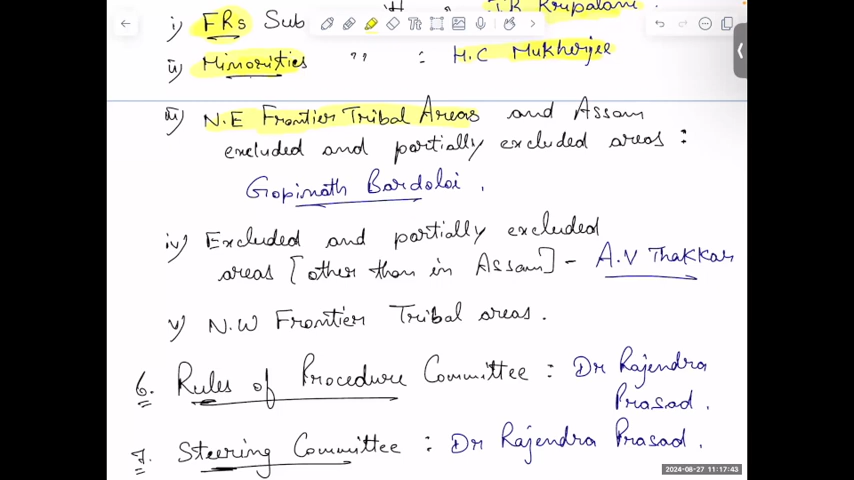 i) FRs Sub " : J.B Kripalani
ii) Minorities ,, : H.C Mukherjee
iii) N.E Frontier Tribal Areas and Assam
excluded and partially excluded areas :
Gopinath Bardoloi .
iv) Excluded and partially excluded
areas [other than in Assam] - A.V Thakkar
v) N.W Frontier Tribal areas .
6. Rules of Procedure Committee : Dr Rajendra
Prasad .
7. Steering Committee : Dr Rajendra Prasad .
2024-08-27 11:17:43